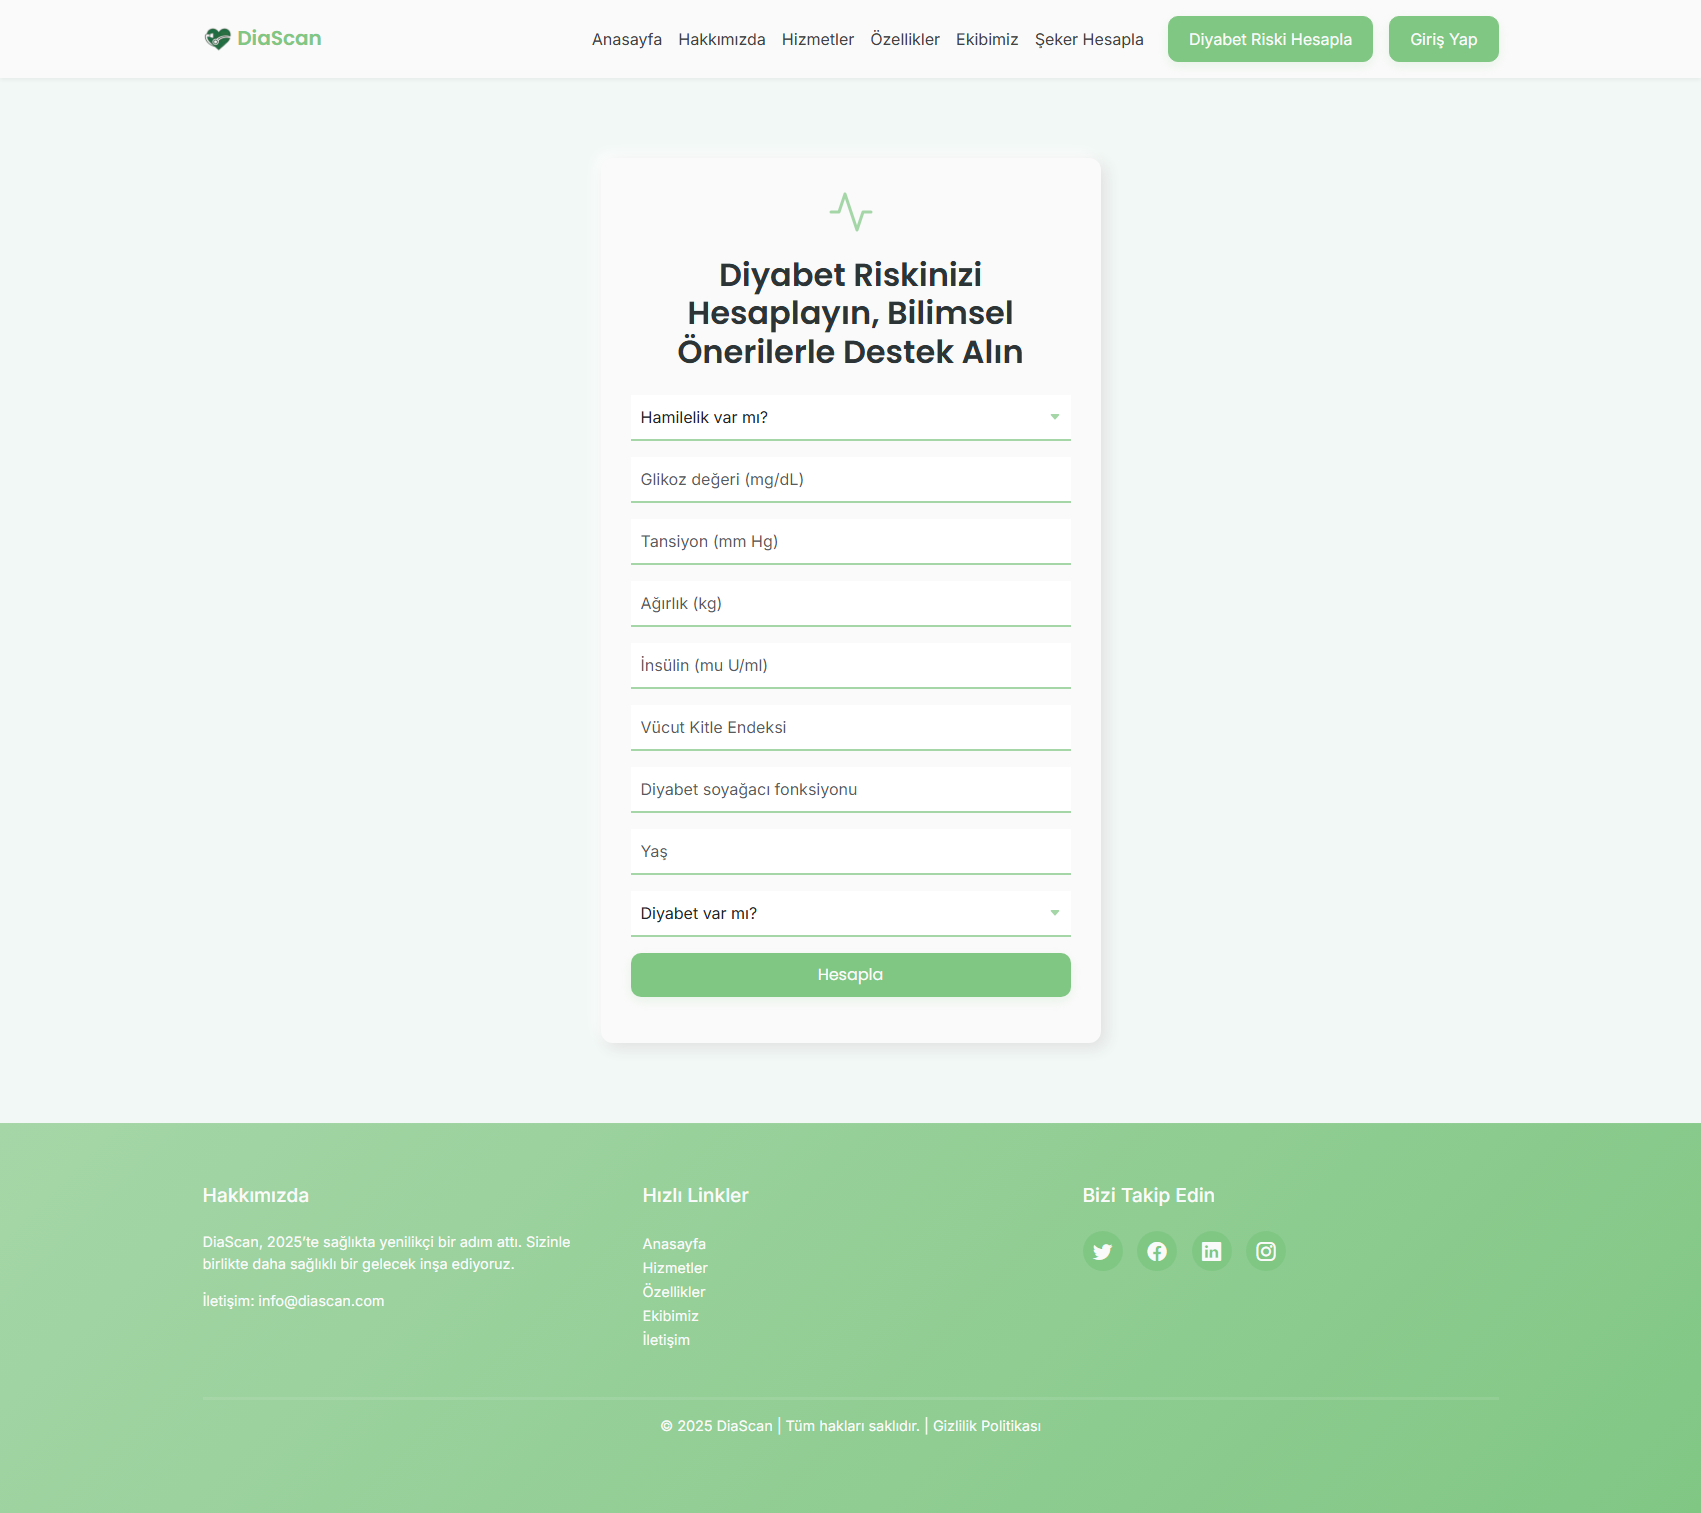 DiaScan
Anasayfa
Hakkımızda
Hizmetler
Özellikler
Ekibimiz
Şeker Hesapla
Diyabet Riski Hesapla
Giriş Yap
Diyabet Riskinizi
Hesaplayın, Bilimsel
Önerilerle Destek Alın
Hamilelik var mı?
Glikoz değeri (mg/dL)
Tansiyon (mm Hg)
Ağırlık (kg)
İnsülin (mu U/ml)
Vücut Kitle Endeksi
Diyabet soyağacı fonksiyonu
Yaş
Diyabet var mı?
Hesapla
Hakkımızda
DiaScan, 2025'te sağlıkta yenilikçi bir adım attı. Sizinle
birlikte daha sağlıklı bir gelecek inşa ediyoruz.
İletişim: info@diascan.com
Hızlı Linkler
Anasayfa
Hizmetler
Özellikler
Ekibimiz
İletişim
Bizi Takip Edin
© 2025 DiaScan | Tüm hakları saklıdır. | Gizlilik Politikası